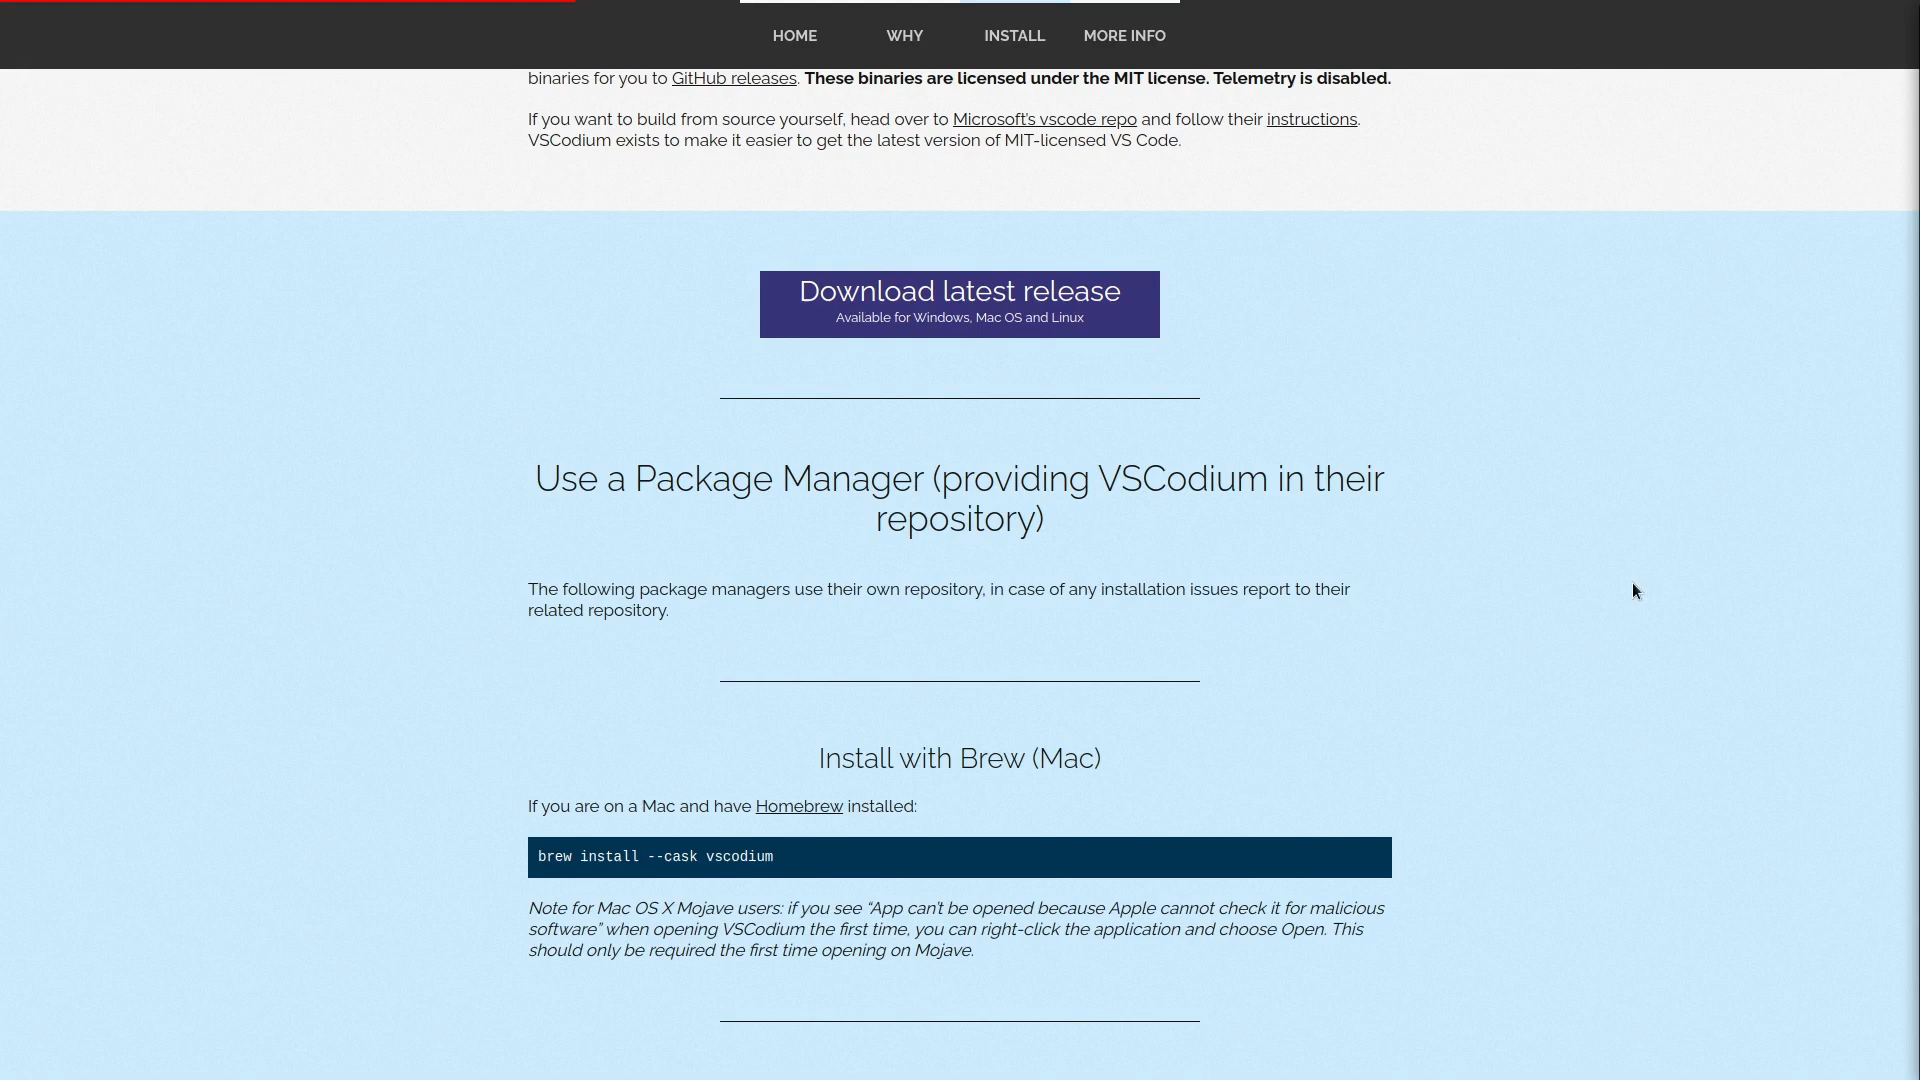 HOME WHY INSTALL MORE INFO
binaries for you to GitHub releases. These binaries are licensed under the MIT license. Telemetry is disabled.
If you want to build from source yourself, head over to Microsoft’s vscode repo and follow their instructions.
VSCodium exists to make it easier to get the latest version of MIT-licensed VS Code.
Download latest release
Available for Windows, Mac OS and Linux
Use a Package Manager (providing VSCodium in their
repository)
The following package managers use their own repository, in case of any installation issues report to their
related repository.
Install with Brew (Mac)
If you are on a Mac and have Homebrew installed:
brew install --cask vscodium
Note for Mac OS X Mojave users: if you see “App can’t be opened because Apple cannot check it for malicious
software” when opening VSCodium the first time, you can right-click the application and choose Open. This
should only be required the first time opening on Mojave.